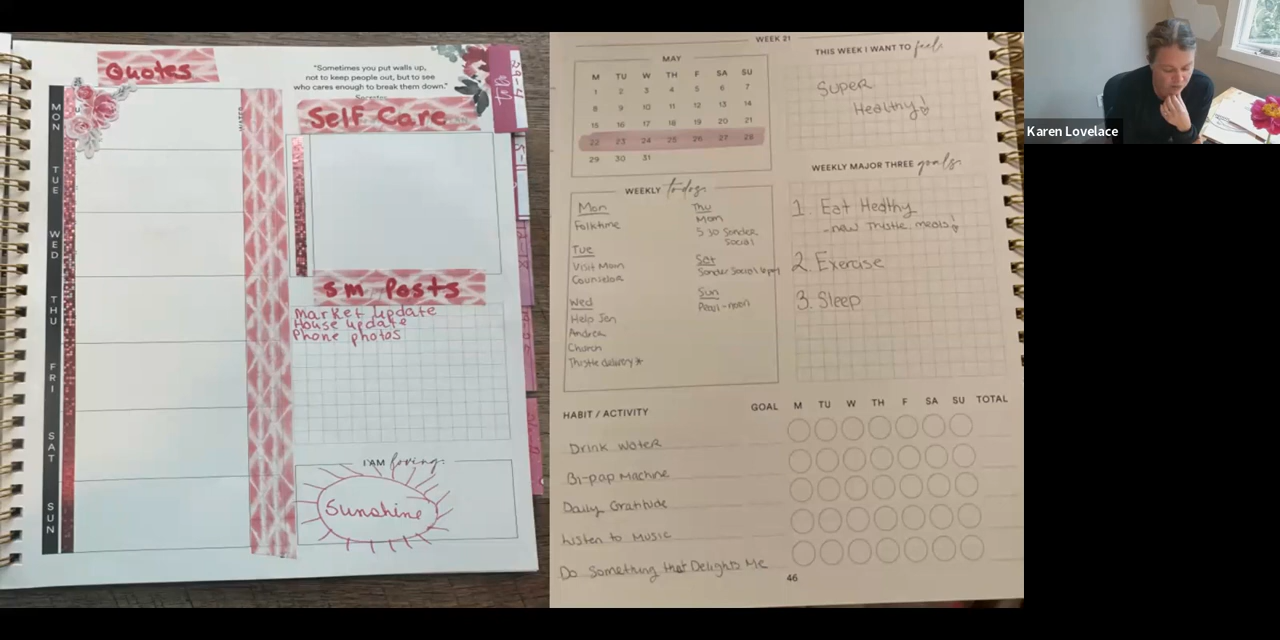 Quotes
MON
TUE
WED
THU
FRI
SAT
SUN
"Sometimes you put walls up,
not to keep people out, but to see
who cares enough to break them down."
Socrates
Self Care
SM Posts
Market update
House update
Phone photos
I AM loving:
Sunshine
WEEK 21
MAY
M TU W TH F SA SU
1 2 3 4 5 6 7
8 9 10 11 12 13 14
15 16 17 18 19 20 21
22 23 24 25 26 27 28
29 30 31
WEEKLY to dos:
Mon
Folktime
Tue
Visit Mom
Counselor
Wed
Help Jen
Andrea
Church
Thistle delivery *
Thu
Mom
5:30 Sonder
Social
Sat
Sonder Social
Sun
Pearl - noon
THIS WEEK I WANT TO feel:
Super
Healthy!
WEEKLY MAJOR THREE goals:
1. Eat Healthy
- new Thistle meals!
2. Exercise
3. Sleep
HABIT / ACTIVITY GOAL M TU W TH F SA SU TOTAL
Drink Water
Bi-pap Machine
Daily Gratitude
Listen to Music
Do Something that Delights Me
46
Karen Lovelace